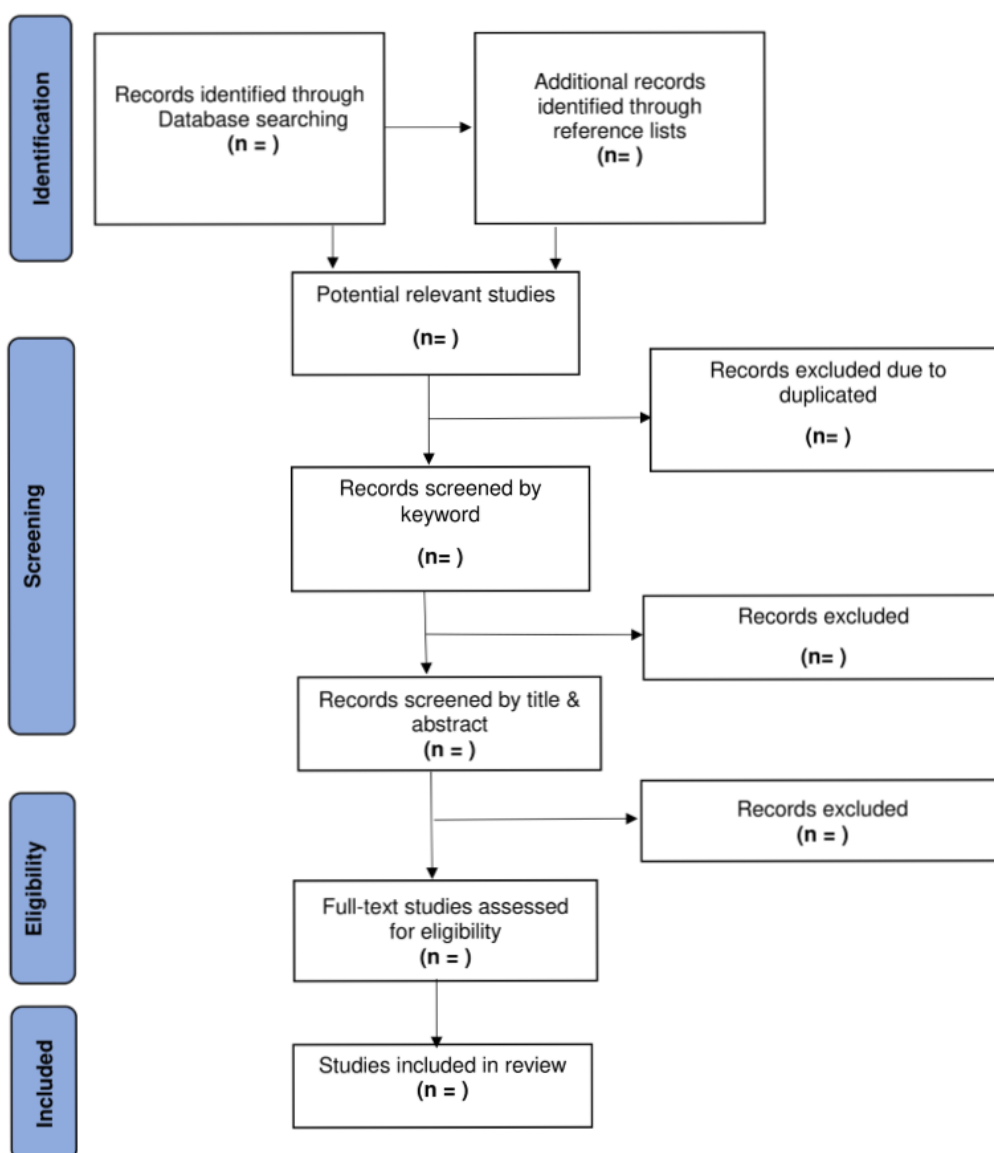 Identification
Records identified through
Database searching
(n = )
Additional records
identified through
reference lists
(n= )
Potential relevant studies
(n= )
Screening
Records excluded due to
duplicated
(n= )
Records screened by
keyword
(n= )
Records excluded
(n= )
Records screened by title &
abstract
(n = )
Eligibility
Records excluded
(n = )
Full-text studies assessed
for eligibility
(n = )
Included
Studies included in review
(n = )